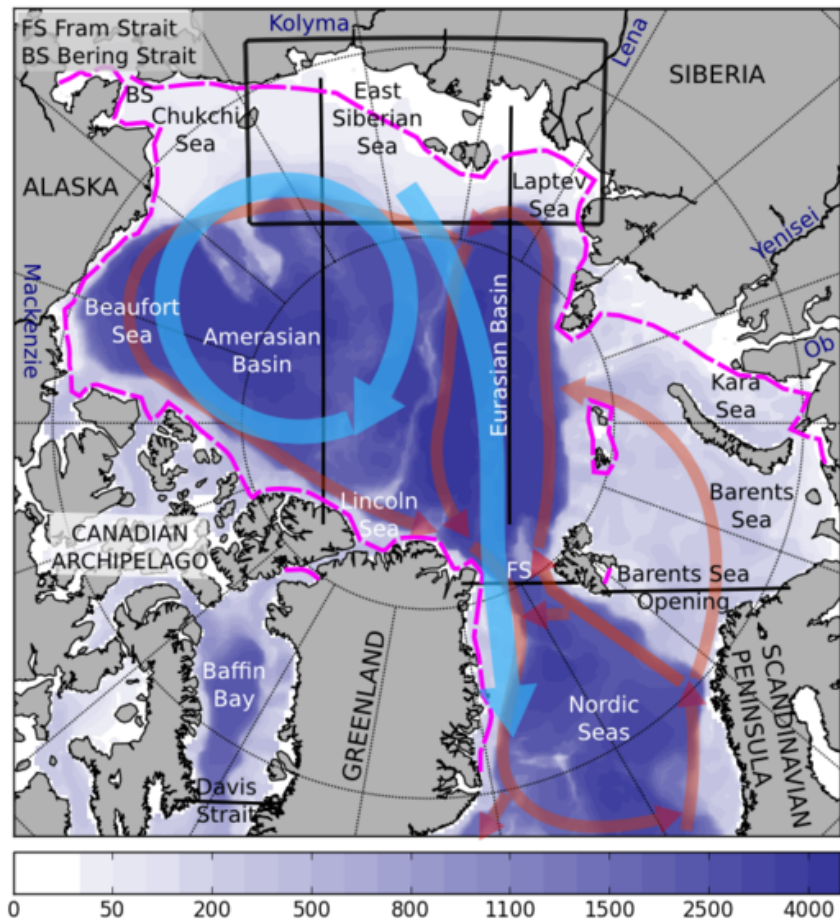 FS Fram Strait
BS Bering Strait
Kolyma
Lena
SIBERIA
BS
East
Siberian
Sea
Chukchi
Sea
ALASKA
Laptev
Sea
Yenisei
Mackenzie
Beaufort
Sea
Amerasian
Basin
Eurasian Basin
Ob
Kara
Sea
Barents
Sea
Lincoln
Sea
CANADIAN
ARCHIPELAGO
FS
Barents Sea
Opening
Baffin
Bay
GREENLAND
Nordic
Seas
SCANDINAVIAN
PENINSULA
Davis
Strait
0 50 200 500 800 1100 1500 2500 4000